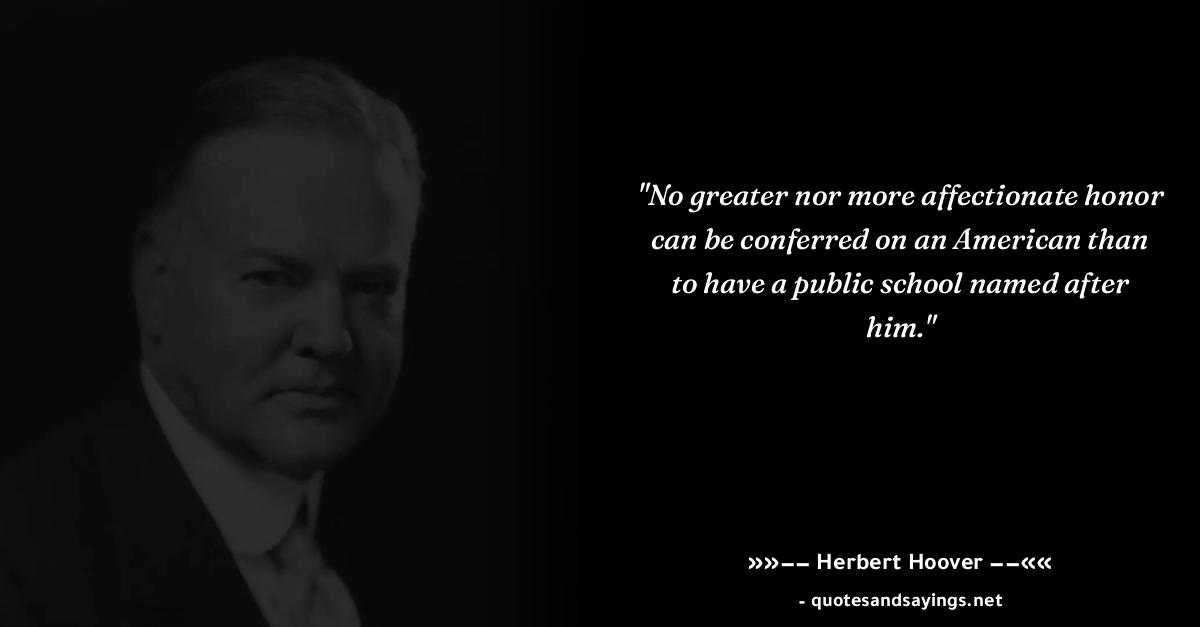 "No greater nor more affectionate honor
can be conferred on an American than
to have a public school named after
him."
»»−− Herbert Hoover −−««
- quotesandsayings.net